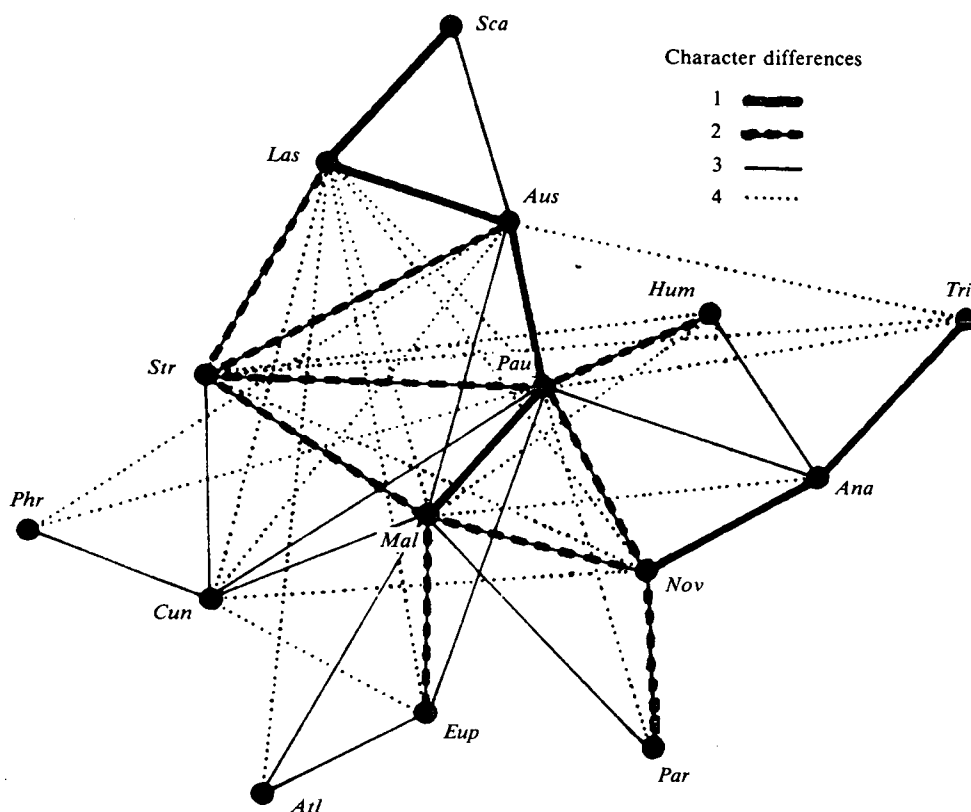 Sca
Character differences
1
2
3
4
Las
Aus
Hum
Tri
Str
Pau
Ana
Phr
Mal
Nov
Cun
Eup
Par
Atl